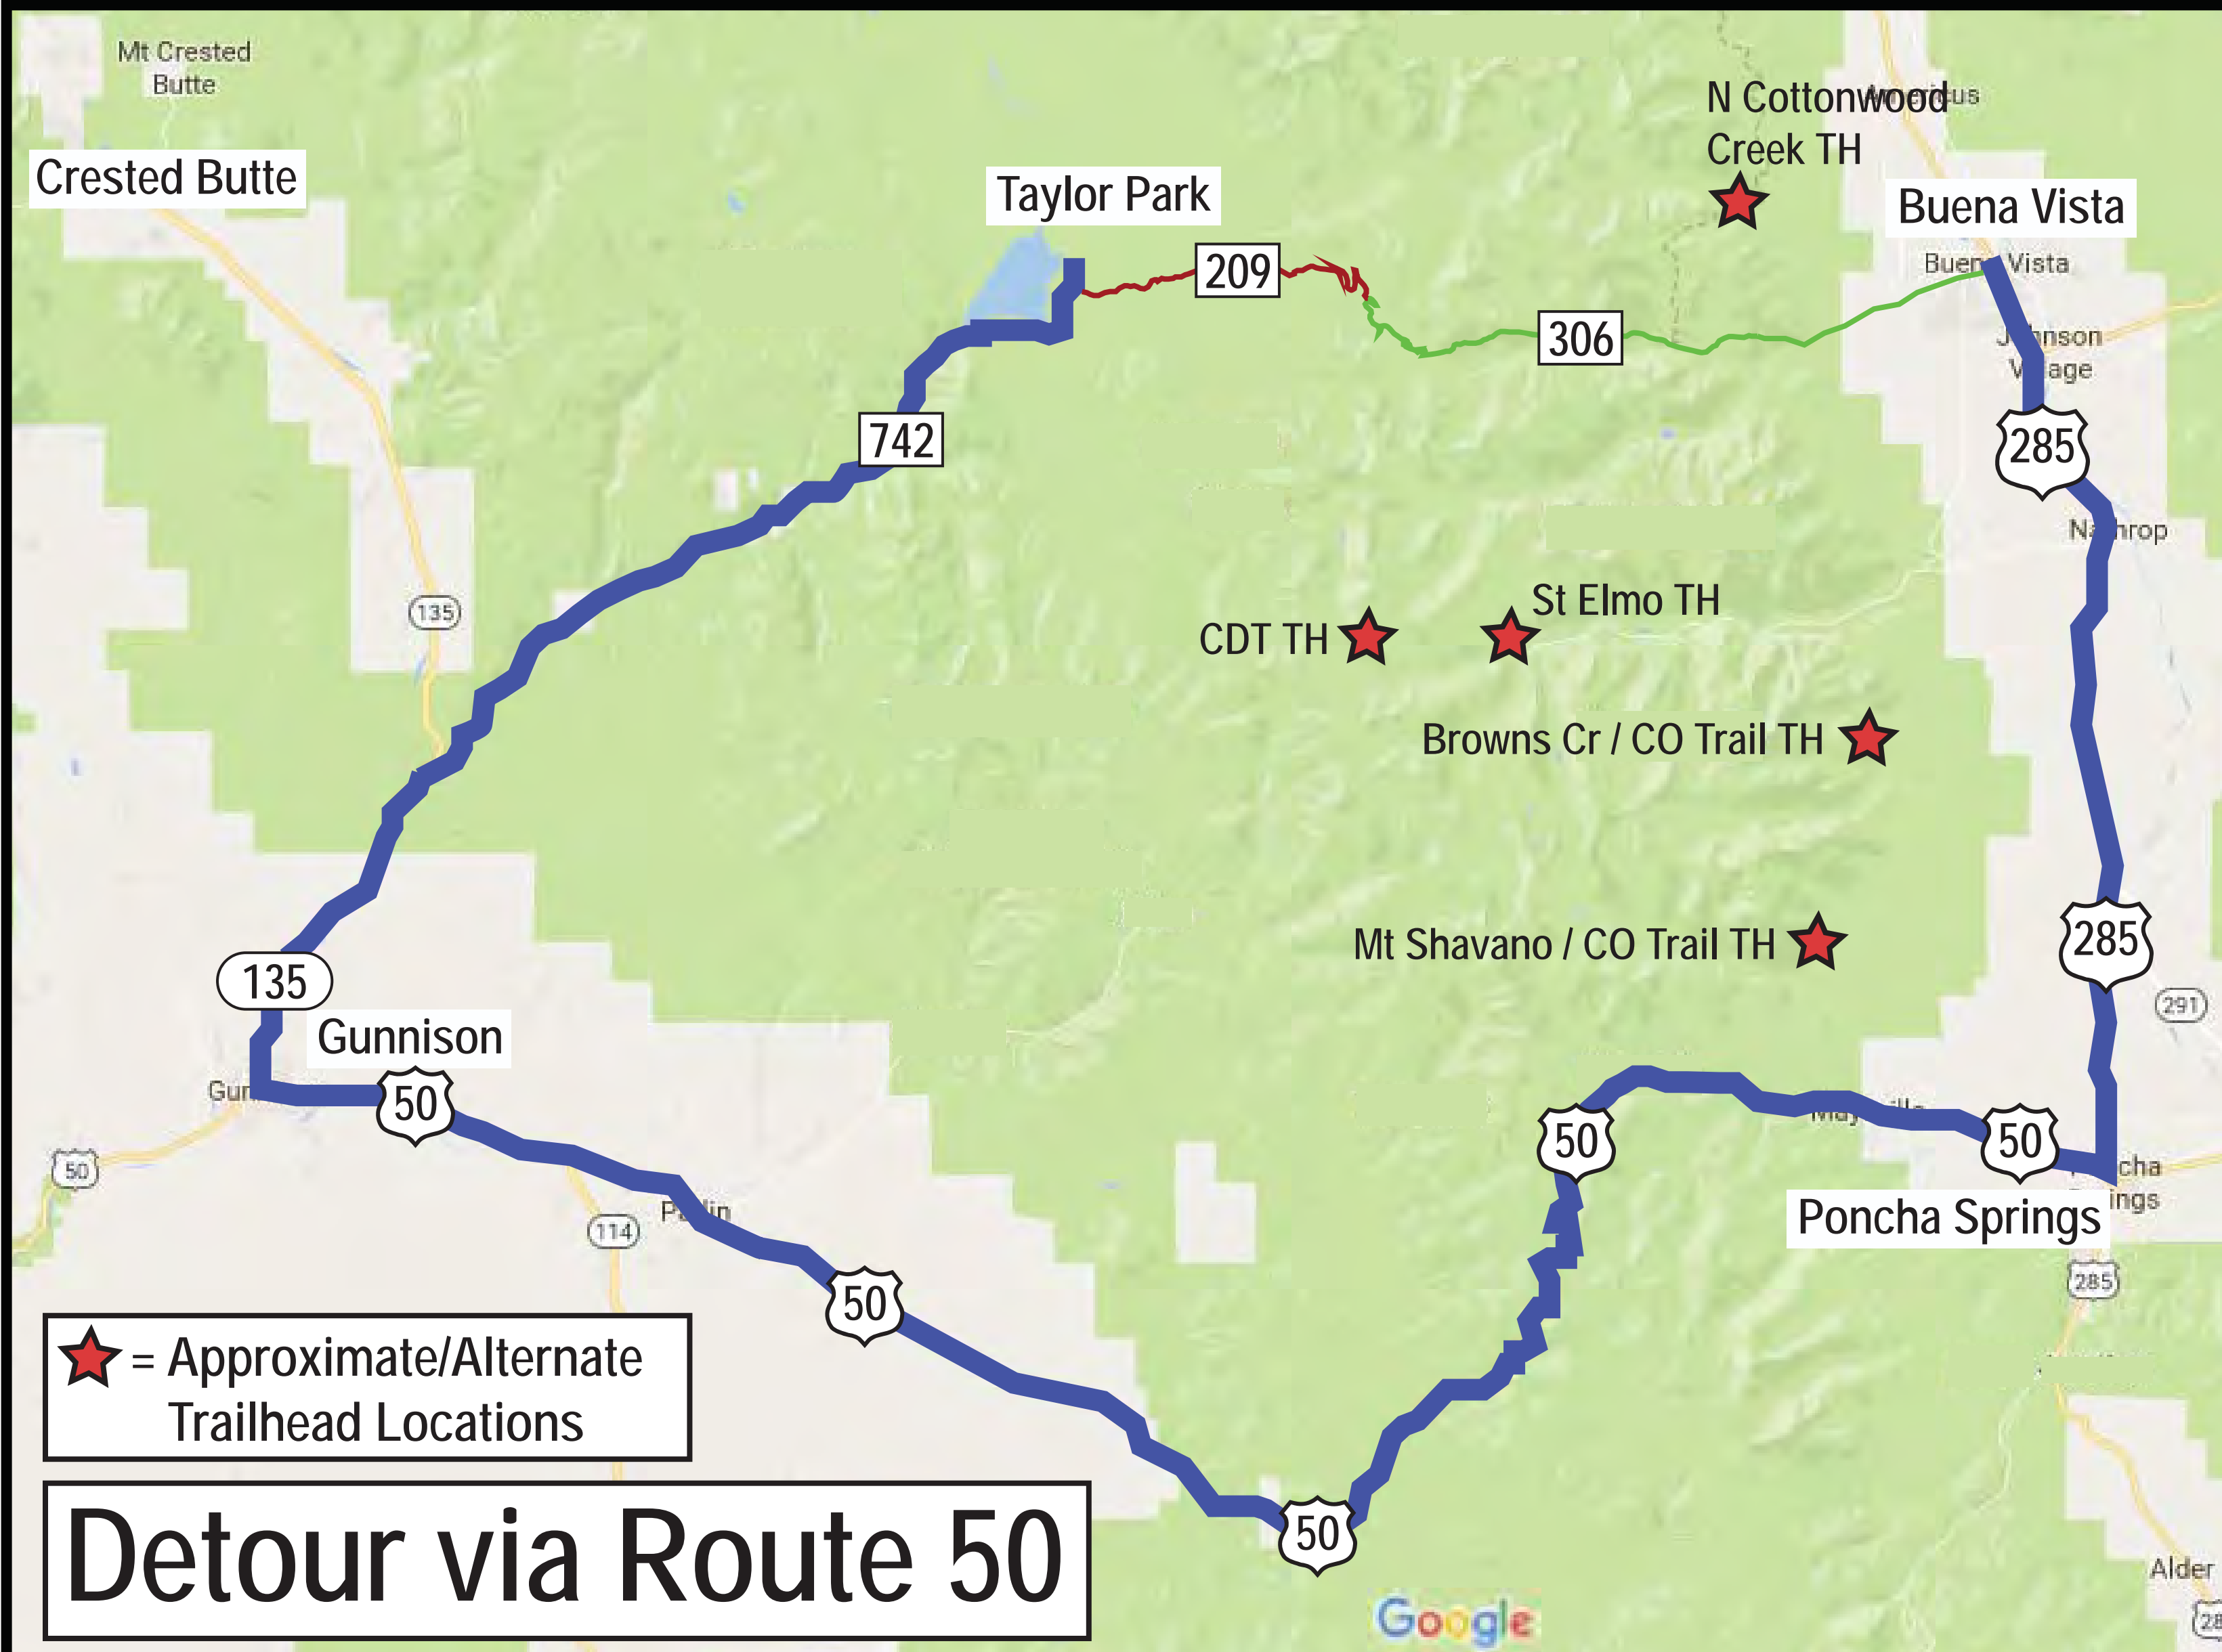 Mt Crested
Butte
Crested Butte
N Cottonwood
Creek TH
Taylor Park
Buena Vista
Vista
209
306
742
285
135
St Elmo TH
CDT TH
Browns Cr / CO Trail TH
Mt Shavano / CO Trail TH
285
291
135
Gunnison
50
50
50
50
114
Poncha Springs
285
50
= Approximate/Alternate
Trailhead Locations
50
Detour via Route 50
Alder
Google